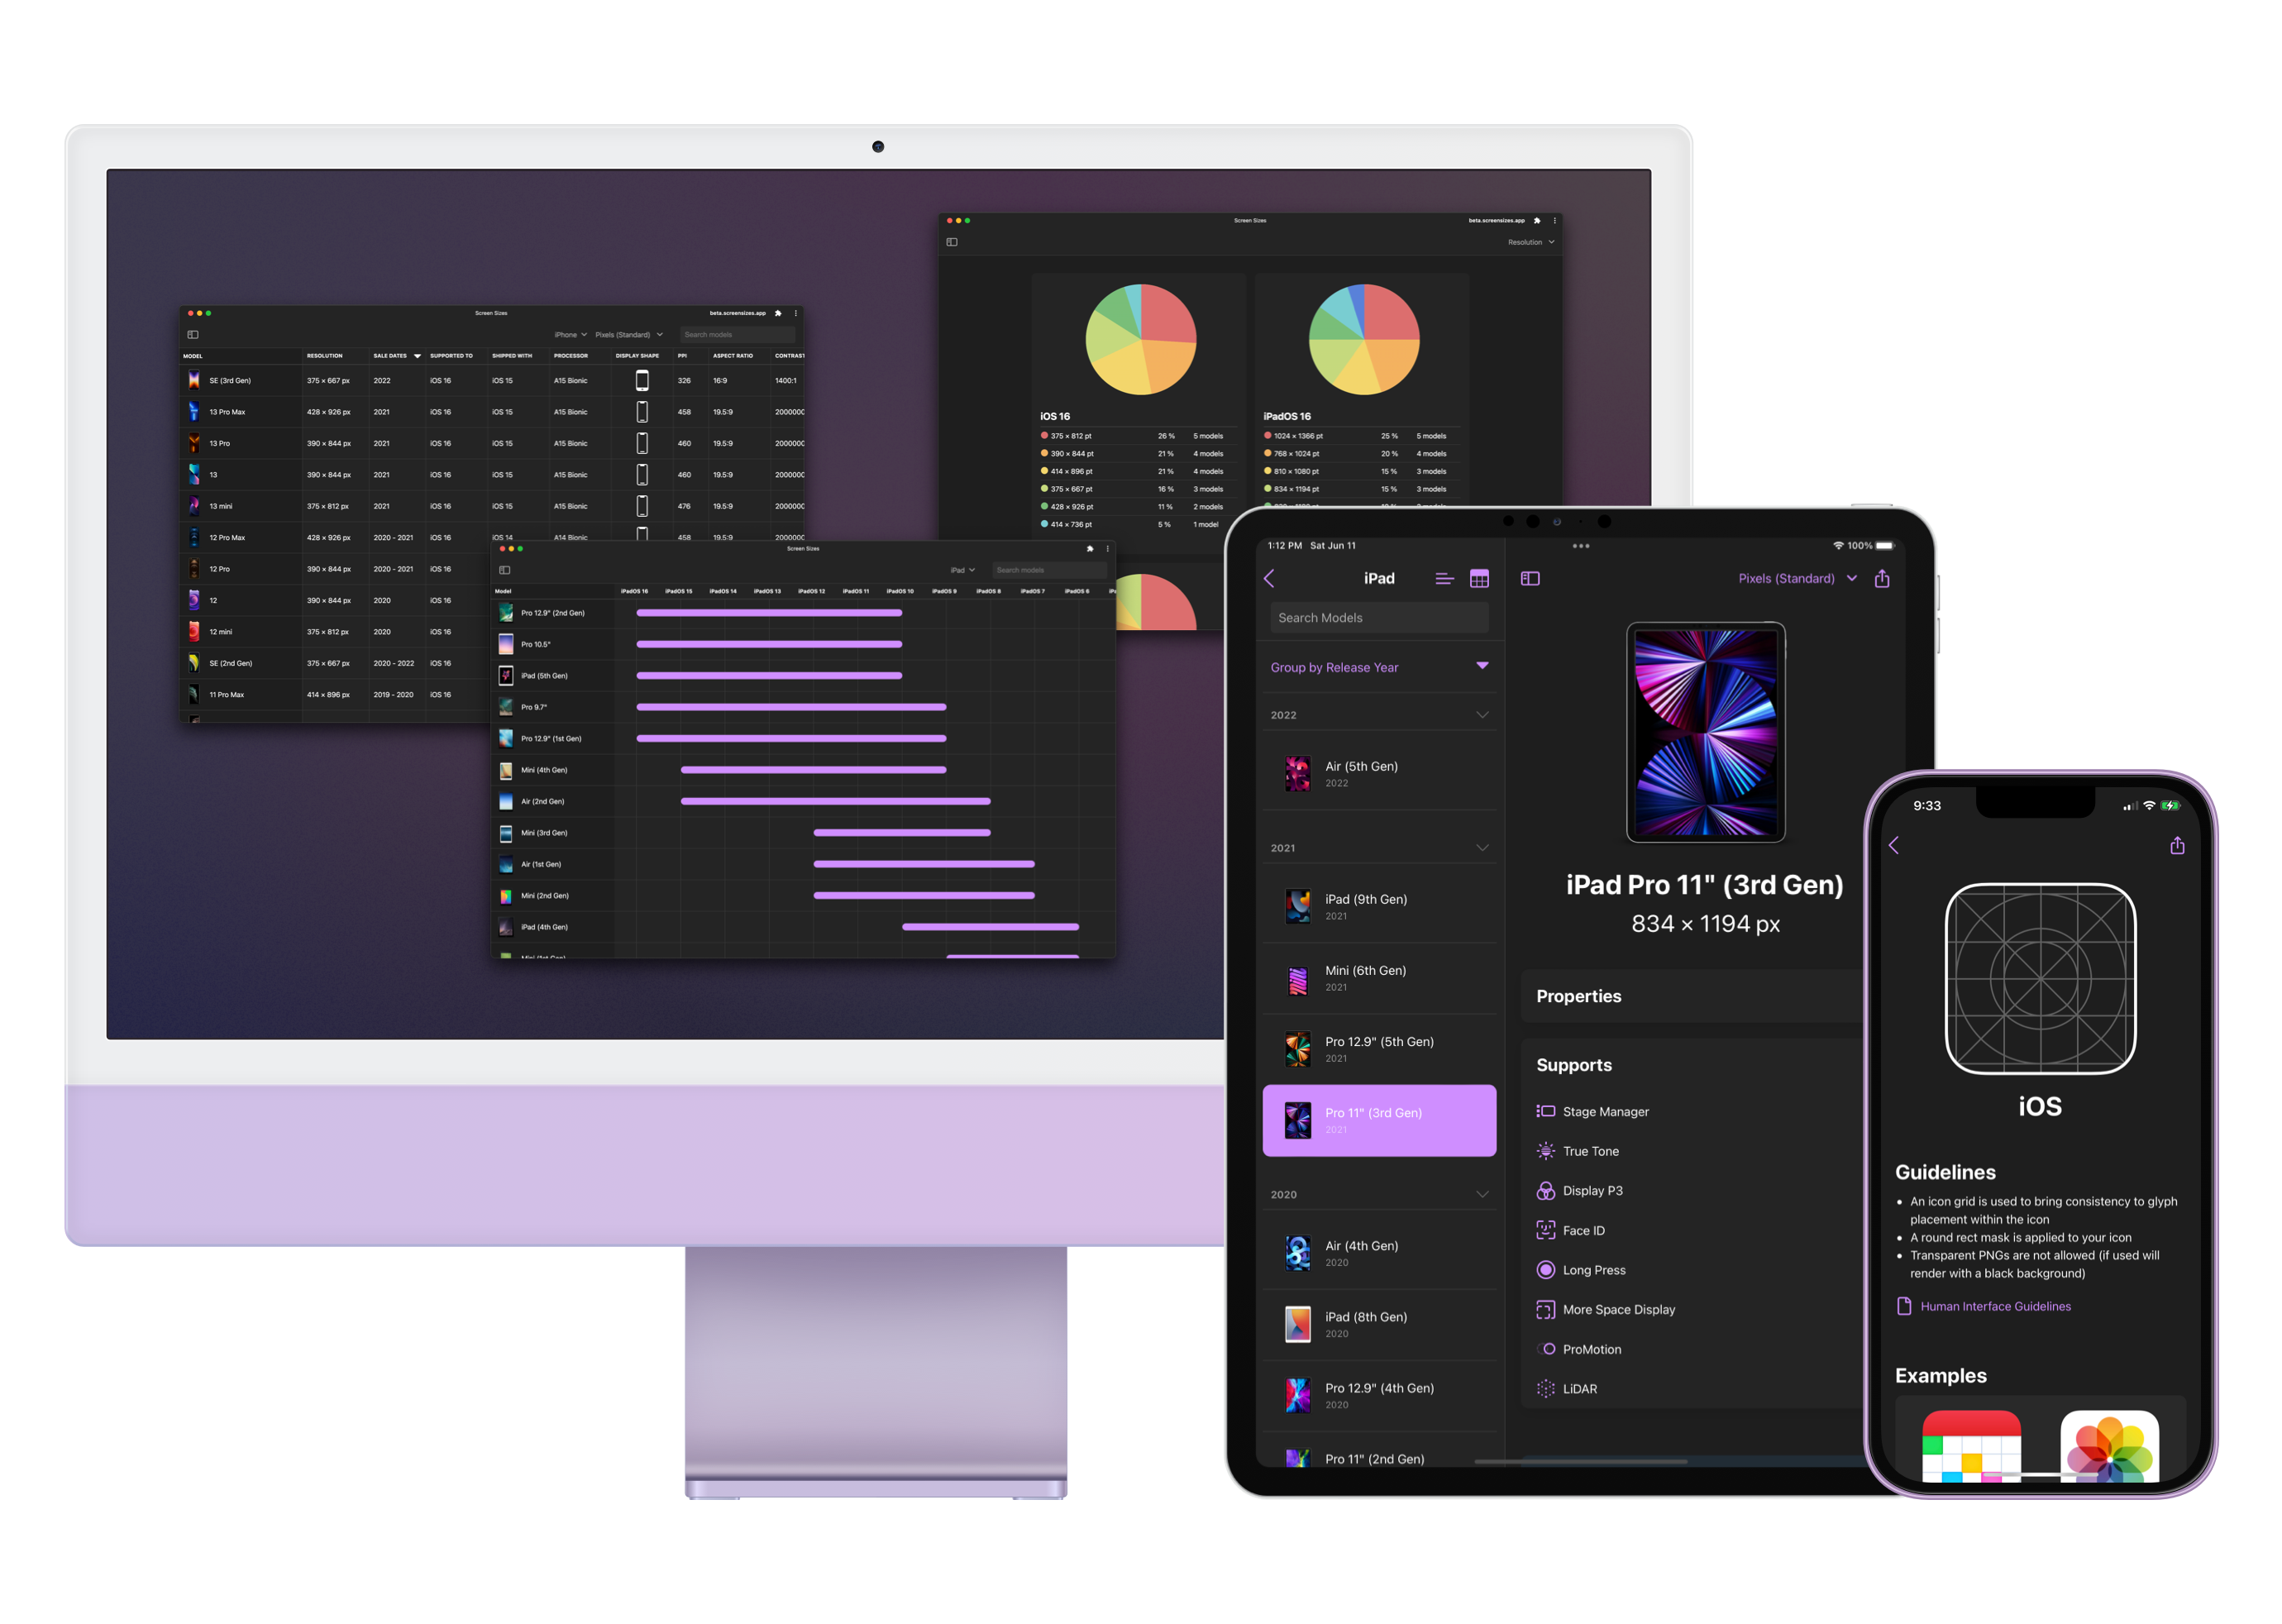 Screen Sizes beta.screensizes.app
iPhone Pixels (Standard) Search models
MODEL RESOLUTION SALE DATES SUPPORTED TO SHIPPED WITH PROCESSOR DISPLAY SHAPE PPI ASPECT RATIO CONTRAST
SE (3rd Gen) 375 × 667 px 2022 iOS 16 iOS 15 A15 Bionic 326 16:9 1400:1
13 Pro Max 428 × 926 px 2021 iOS 16 iOS 15 A15 Bionic 458 19.5:9 2000000
13 Pro 390 × 844 px 2021 iOS 16 iOS 15 A15 Bionic 460 19.5:9 2000000
13 390 × 844 px 2021 iOS 16 iOS 15 A15 Bionic 460 19.5:9 2000000
13 mini 375 × 812 px 2021 iOS 16 iOS 15 A15 Bionic 476 19.5:9 2000000
12 Pro Max 428 × 926 px 2020 - 2021 iOS 16 iOS 14 A14 Bionic 458 19.5:9 2000000
12 Pro 390 × 844 px 2020 - 2021 iOS 16
12 390 × 844 px 2020 iOS 16
12 mini 375 × 812 px 2020 iOS 16
SE (2nd Gen) 375 × 667 px 2020 - 2022 iOS 16
11 Pro Max 414 × 896 px 2019 - 2020 iOS 16
Screen Sizes beta.screensizes.app
Resolution
iOS 16
375 × 812 pt 26 % 5 models
390 × 844 pt 21 % 4 models
414 × 896 pt 21 % 4 models
375 × 667 pt 16 % 3 models
428 × 926 pt 11 % 2 models
414 × 736 pt 5 % 1 model
iPadOS 16
1024 × 1366 pt 25 % 5 models
768 × 1024 pt 20 % 4 models
810 × 1080 pt 15 % 3 models
834 × 1194 pt 15 % 3 models
Screen Sizes
iPad Search models
Model iPadOS 16 iPadOS 15 iPadOS 14 iPadOS 13 iPadOS 12 iPadOS 11 iPadOS 10 iPadOS 9 iPadOS 8 iPadOS 7 iPadOS 6 iPa
Pro 12.9" (2nd Gen)
Pro 10.5"
iPad (5th Gen)
Pro 9.7"
Pro 12.9" (1st Gen)
Mini (4th Gen)
Air (2nd Gen)
Mini (3rd Gen)
Air (1st Gen)
Mini (2nd Gen)
iPad (4th Gen)
Mini (1st Gen)
1:12 PM Sat Jun 11 100%
iPad
Search Models
Group by Release Year
2022
Air (5th Gen)
2022
2021
iPad (9th Gen)
2021
Mini (6th Gen)
2021
Pro 12.9" (5th Gen)
2021
Pro 11" (3rd Gen)
2021
2020
Air (4th Gen)
2020
iPad (8th Gen)
2020
Pro 12.9" (4th Gen)
2020
Pro 11" (2nd Gen)
Pixels (Standard)
iPad Pro 11" (3rd Gen)
834 × 1194 px
Properties
Supports
Stage Manager
True Tone
Display P3
Face ID
Long Press
More Space Display
ProMotion
LiDAR
9:33
iOS
Guidelines
• An icon grid is used to bring consistency to glyph
placement within the icon
• A round rect mask is applied to your icon
• Transparent PNGs are not allowed (if used will
render with a black background)
Human Interface Guidelines
Examples